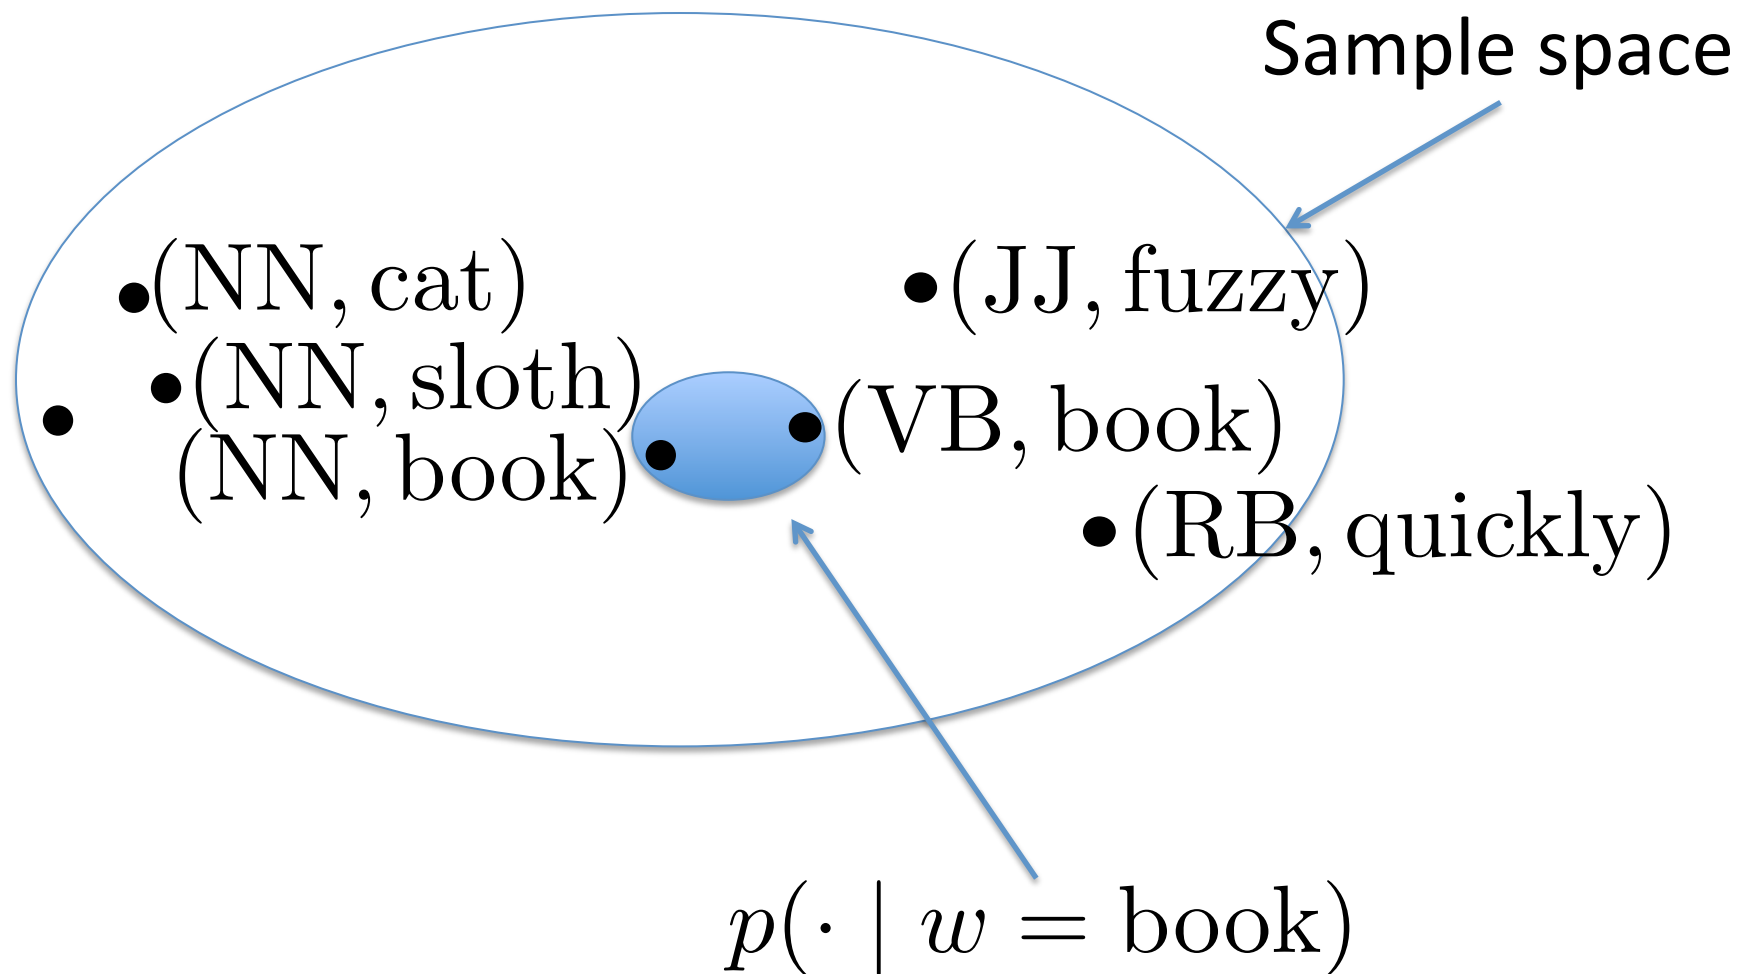 Sample space
(NN, cat)
(JJ, fuzzy)
(NN, sloth)
(VB, book)
(NN, book)
(RB, quickly)
p(· | w = book)